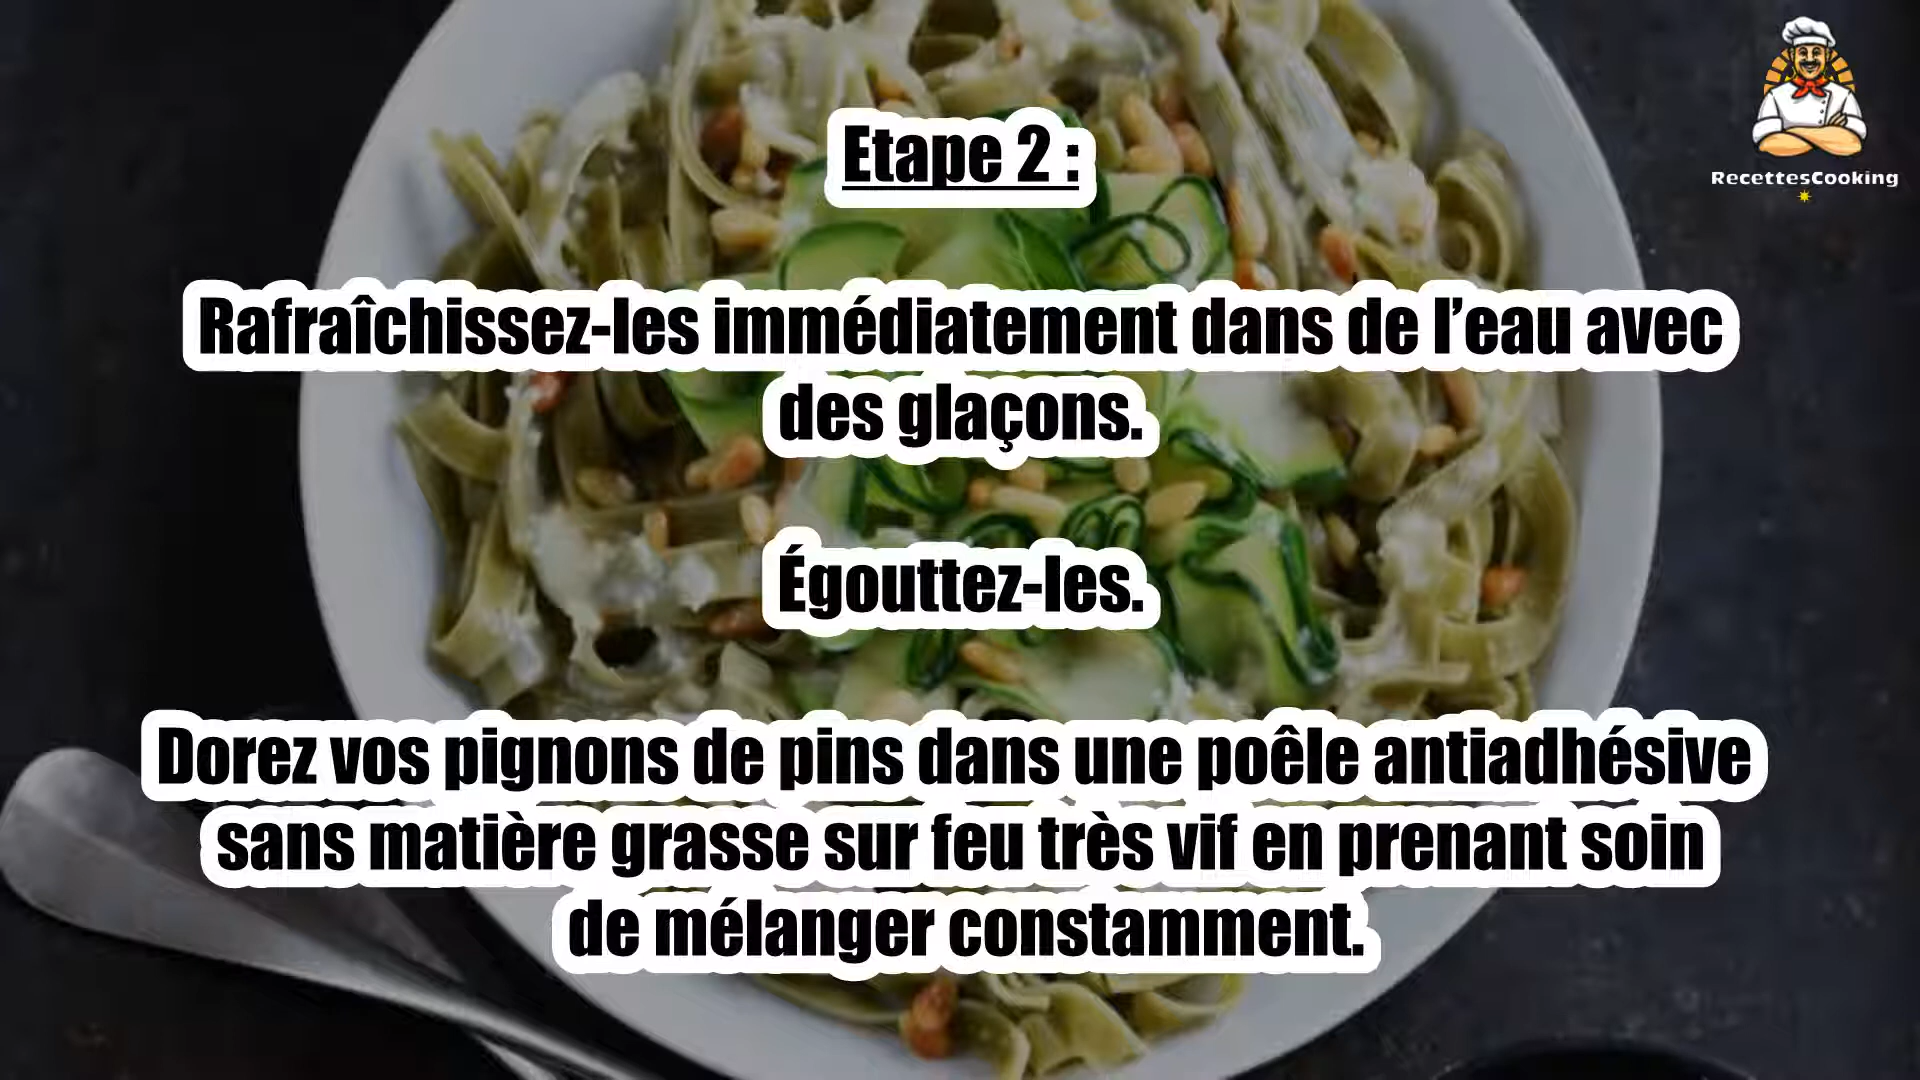 RecettesCooking
Etape 2 :
Rafraîchissez-les immédiatement dans de l’eau avec
des glaçons.
Égouttez-les.
Dorez vos pignons de pins dans une poêle antiadhésive
sans matière grasse sur feu très vif en prenant soin
de mélanger constamment.